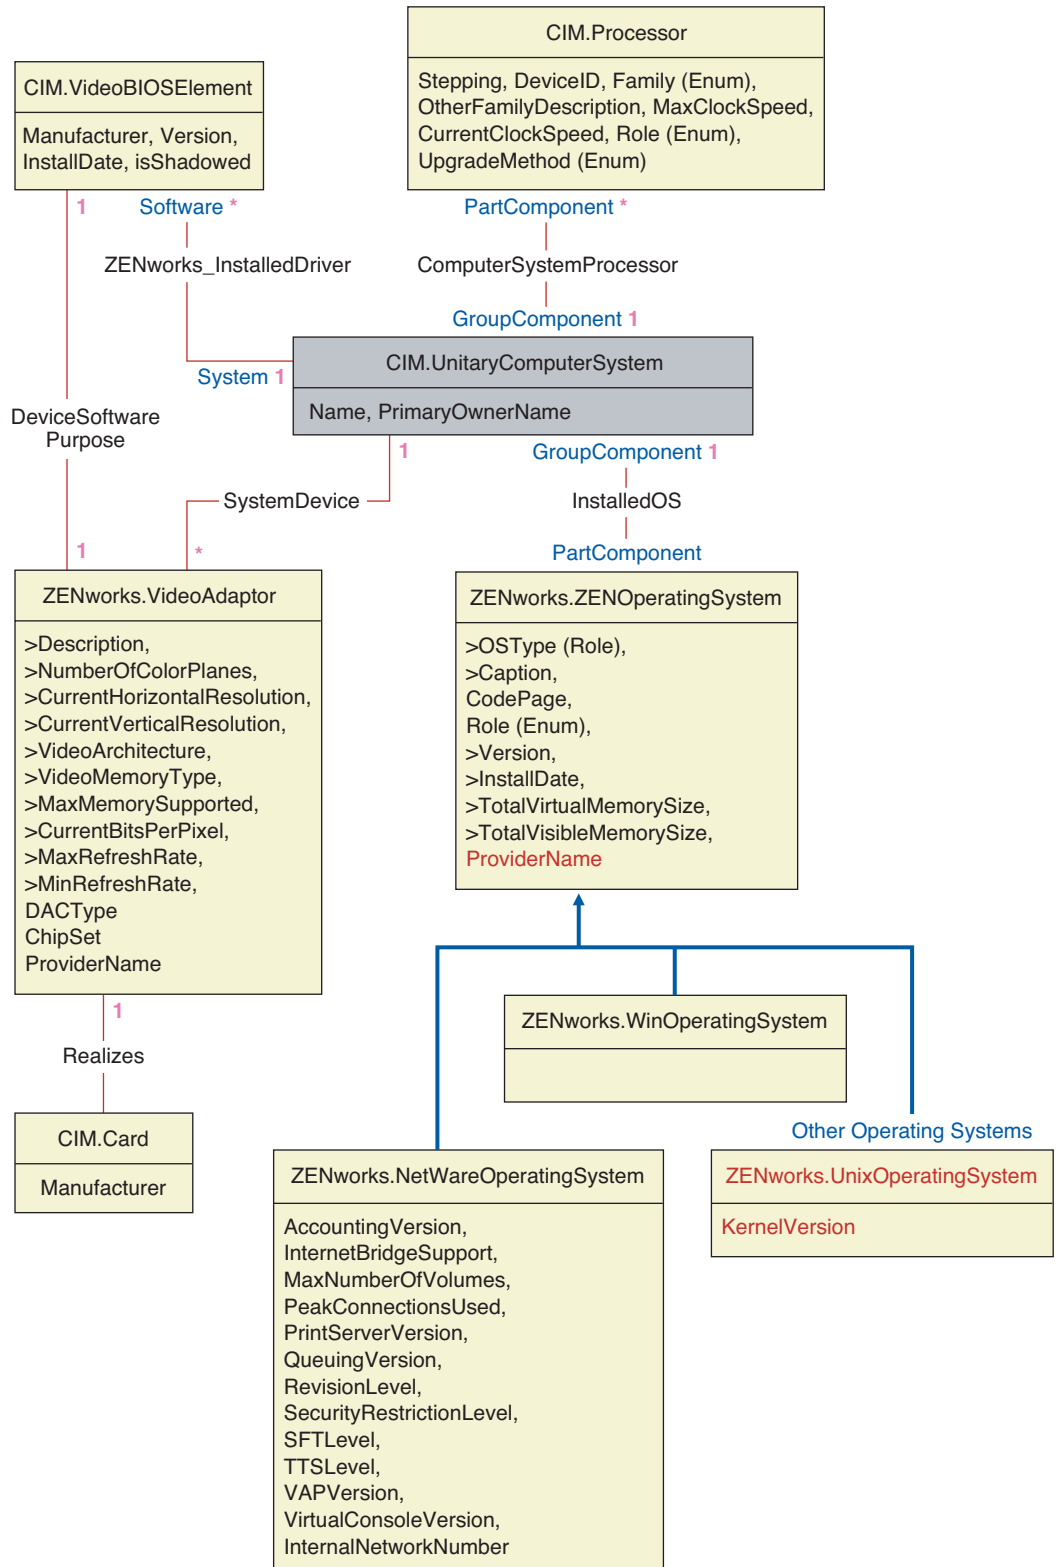 CIM.Processor
Stepping, DeviceID, Family (Enum),
OtherFamilyDescription, MaxClockSpeed,
CurrentClockSpeed, Role (Enum),
UpgradeMethod (Enum)
CIM.VideoBIOSElement
Manufacturer, Version,
InstallDate, isShadowed
1
Software *
PartComponent *
ZENworks_InstalledDriver
ComputerSystemProcessor
GroupComponent 1
CIM.UnitaryComputerSystem
System 1
Name, PrimaryOwnerName
DeviceSoftware
Purpose
1
GroupComponent 1
SystemDevice
InstalledOS
1
*
PartComponent
ZENworks.VideoAdaptor
>Description,
>NumberOfColorPlanes,
>CurrentHorizontalResolution,
>CurrentVerticalResolution,
>VideoArchitecture,
>VideoMemoryType,
>MaxMemorySupported,
>CurrentBitsPerPixel,
>MaxRefreshRate,
>MinRefreshRate,
DACType
ChipSet
ProviderName
ZENworks.ZENOperatingSystem
>OSType (Role),
>Caption,
CodePage,
Role (Enum),
>Version,
>InstallDate,
>TotalVirtualMemorySize,
>TotalVisibleMemorySize,
ProviderName
1
Realizes
CIM.Card
Manufacturer
ZENworks.WinOperatingSystem
Other Operating Systems
ZENworks.NetWareOperatingSystem
AccountingVersion,
InternetBridgeSupport,
MaxNumberOfVolumes,
PeakConnectionsUsed,
PrintServerVersion,
QueuingVersion,
RevisionLevel,
SecurityRestrictionLevel,
SFTLevel,
TTSLevel,
VAPVersion,
VirtualConsoleVersion,
InternalNetworkNumber
ZENworks.UnixOperatingSystem
KernelVersion